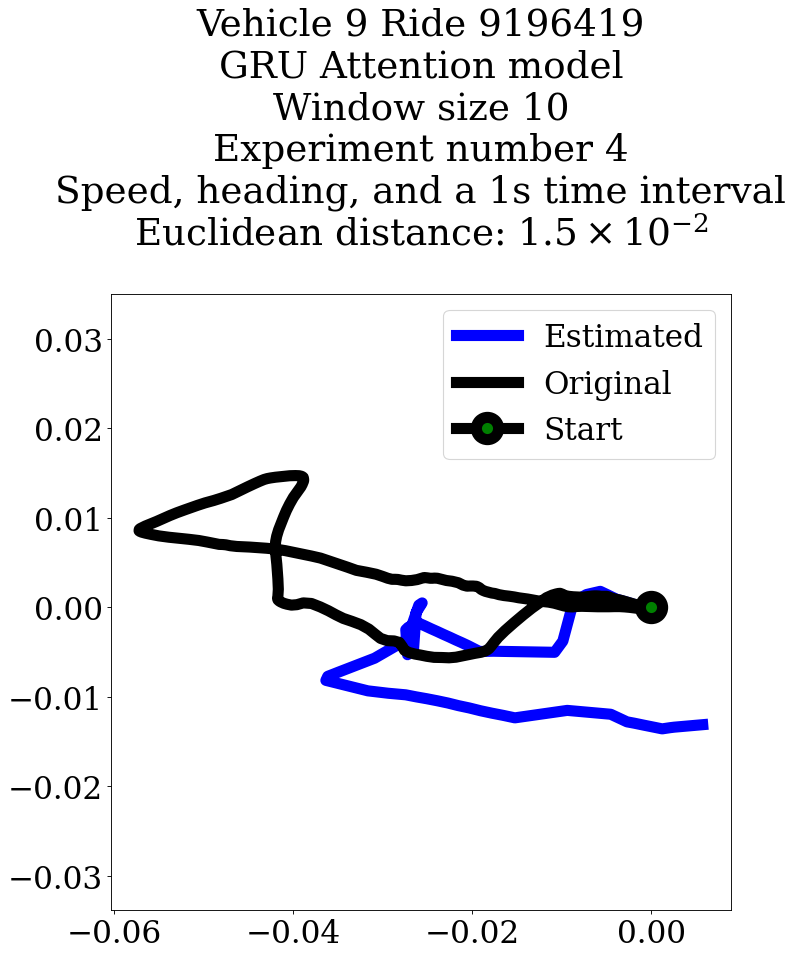 Vehicle 9 Ride 9196419
GRU Attention model
Window size 10
Experiment number 4
Speed, heading, and a 1s time interval
Euclidean distance: 1.5 × 10⁻²
Estimated
Original
Start
0.03
0.02
0.01
0.00
−0.01
−0.02
−0.03
−0.06 −0.04 −0.02 0.00